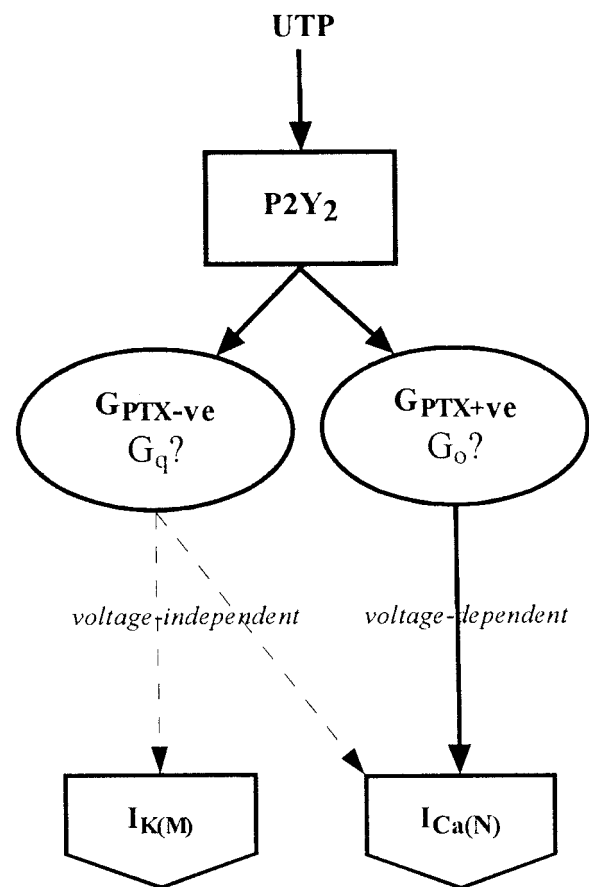 UTP
P2Y2
GPTX-ve
Gq?
GPTX+ve
Go?
voltage-independent
voltage-dependent
IK(M)
ICa(N)